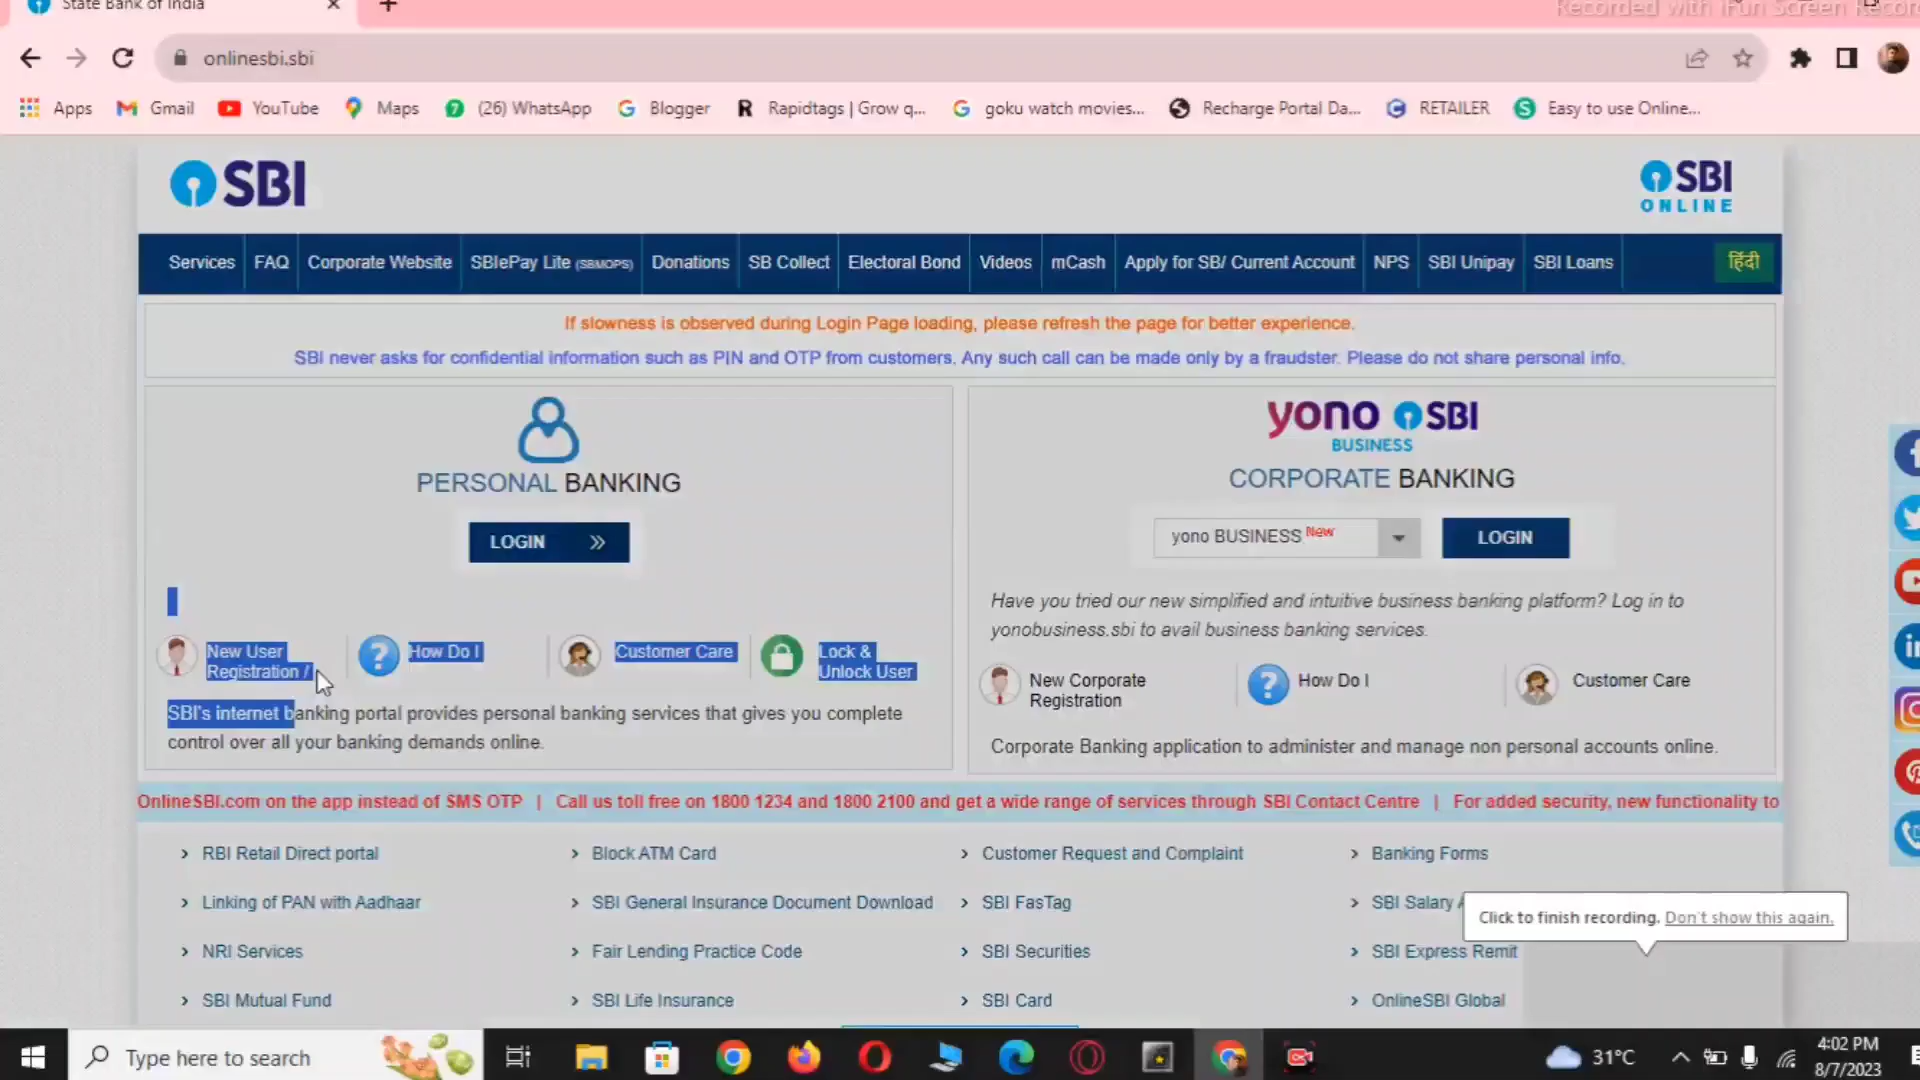 State Bank of India
Recorded with iFun Screen Recor
onlinesbi.sbi
Apps
Gmail
YouTube
Maps
(26) WhatsApp
Blogger
Rapidtags | Grow q...
goku watch movies...
Recharge Portal Da...
RETAILER
Easy to use Online...
SBI
SBI
ONLINE
Services
FAQ
Corporate Website
SBIePay Lite (SBMOPS)
Donations
SB Collect
Electoral Bond
Videos
mCash
Apply for SB/ Current Account
NPS
SBI Unipay
SBI Loans
हिंदी
If slowness is observed during Login Page loading, please refresh the page for better experience.
SBI never asks for confidential information such as PIN and OTP from customers. Any such call can be made only by a fraudster. Please do not share personal info.
PERSONAL BANKING
LOGIN
New User
Registration /
How Do I
Customer Care
Lock &
Unlock User
SBI's internet banking portal provides personal banking services that gives you complete
control over all your banking demands online.
yono SBI
BUSINESS
CORPORATE BANKING
yono BUSINESS New
LOGIN
Have you tried our new simplified and intuitive business banking platform? Log in to
yonobusiness.sbi to avail business banking services.
New Corporate
Registration
How Do I
Customer Care
Corporate Banking application to administer and manage non personal accounts online.
OnlineSBI.com on the app instead of SMS OTP | Call us toll free on 1800 1234 and 1800 2100 and get a wide range of services through SBI Contact Centre | For added security, new functionality to
RBI Retail Direct portal
Block ATM Card
Customer Request and Complaint
Banking Forms
Linking of PAN with Aadhaar
SBI General Insurance Document Download
SBI FasTag
SBI Salary A
Click to finish recording. Don't show this again.
NRI Services
Fair Lending Practice Code
SBI Securities
SBI Express Remit
SBI Mutual Fund
SBI Life Insurance
SBI Card
OnlineSBI Global
Type here to search
31°C
4:02 PM
8/7/2023